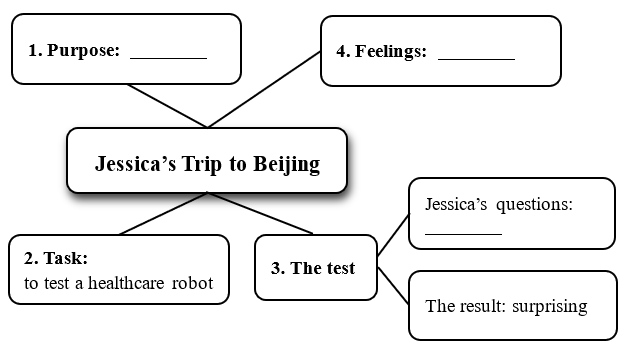 1. Purpose: ________
4. Feelings: ________
Jessica's Trip to Beijing
2. Task:
to test a healthcare robot
3. The test
Jessica's questions:
________
The result: surprising